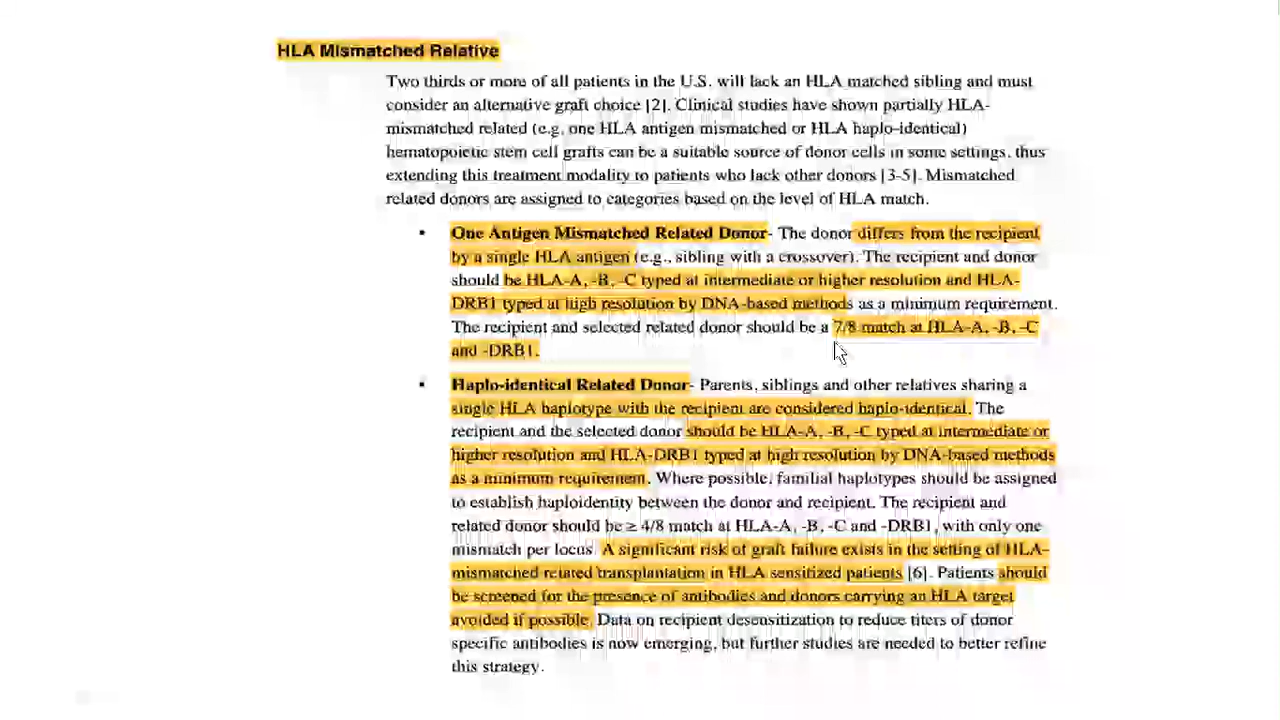 HLA Mismatched Relative
Two thirds or more of all patients in the U.S. will lack an HLA matched sibling and must
consider an alternative graft choice [2]. Clinical studies have shown partially HLA-
mismatched related (e.g. one HLA antigen mismatched or HLA haplo-identical)
hematopoietic stem cell grafts can be a suitable source of donor cells in some settings, thus
extending this treatment modality to patients who lack other donors [3-5]. Mismatched
related donors are assigned to categories based on the level of HLA match.
• One Antigen Mismatched Related Donor- The donor differs from the recipient
by a single HLA antigen (e.g., sibling with a crossover). The recipient and donor
should be HLA-A, -B, -C typed at intermediate or higher resolution and HLA-
DRB1 typed at high resolution by DNA-based methods as a minimum requirement.
The recipient and selected related donor should be a 7/8 match at HLA-A, -B, -C
and -DRB1.
• Haplo-identical Related Donor- Parents, siblings and other relatives sharing a
single HLA haplotype with the recipient are considered haplo-identical. The
recipient and the selected donor should be HLA-A, -B, -C typed at intermediate or
higher resolution and HLA-DRB1 typed at high resolution by DNA-based methods
as a minimum requirement. Where possible, familial haplotypes should be assigned
to establish haploidentity between the donor and recipient. The recipient and
related donor should be ≥ 4/8 match at HLA-A, -B, -C and -DRB1, with only one
mismatch per locus. A significant risk of graft failure exists in the setting of HLA-
mismatched related transplantation in HLA sensitized patients [6]. Patients should
be screened for the presence of antibodies and donors carrying an HLA target
avoided if possible. Data on recipient desensitization to reduce titers of donor
specific antibodies is now emerging, but further studies are needed to better refine
this strategy.